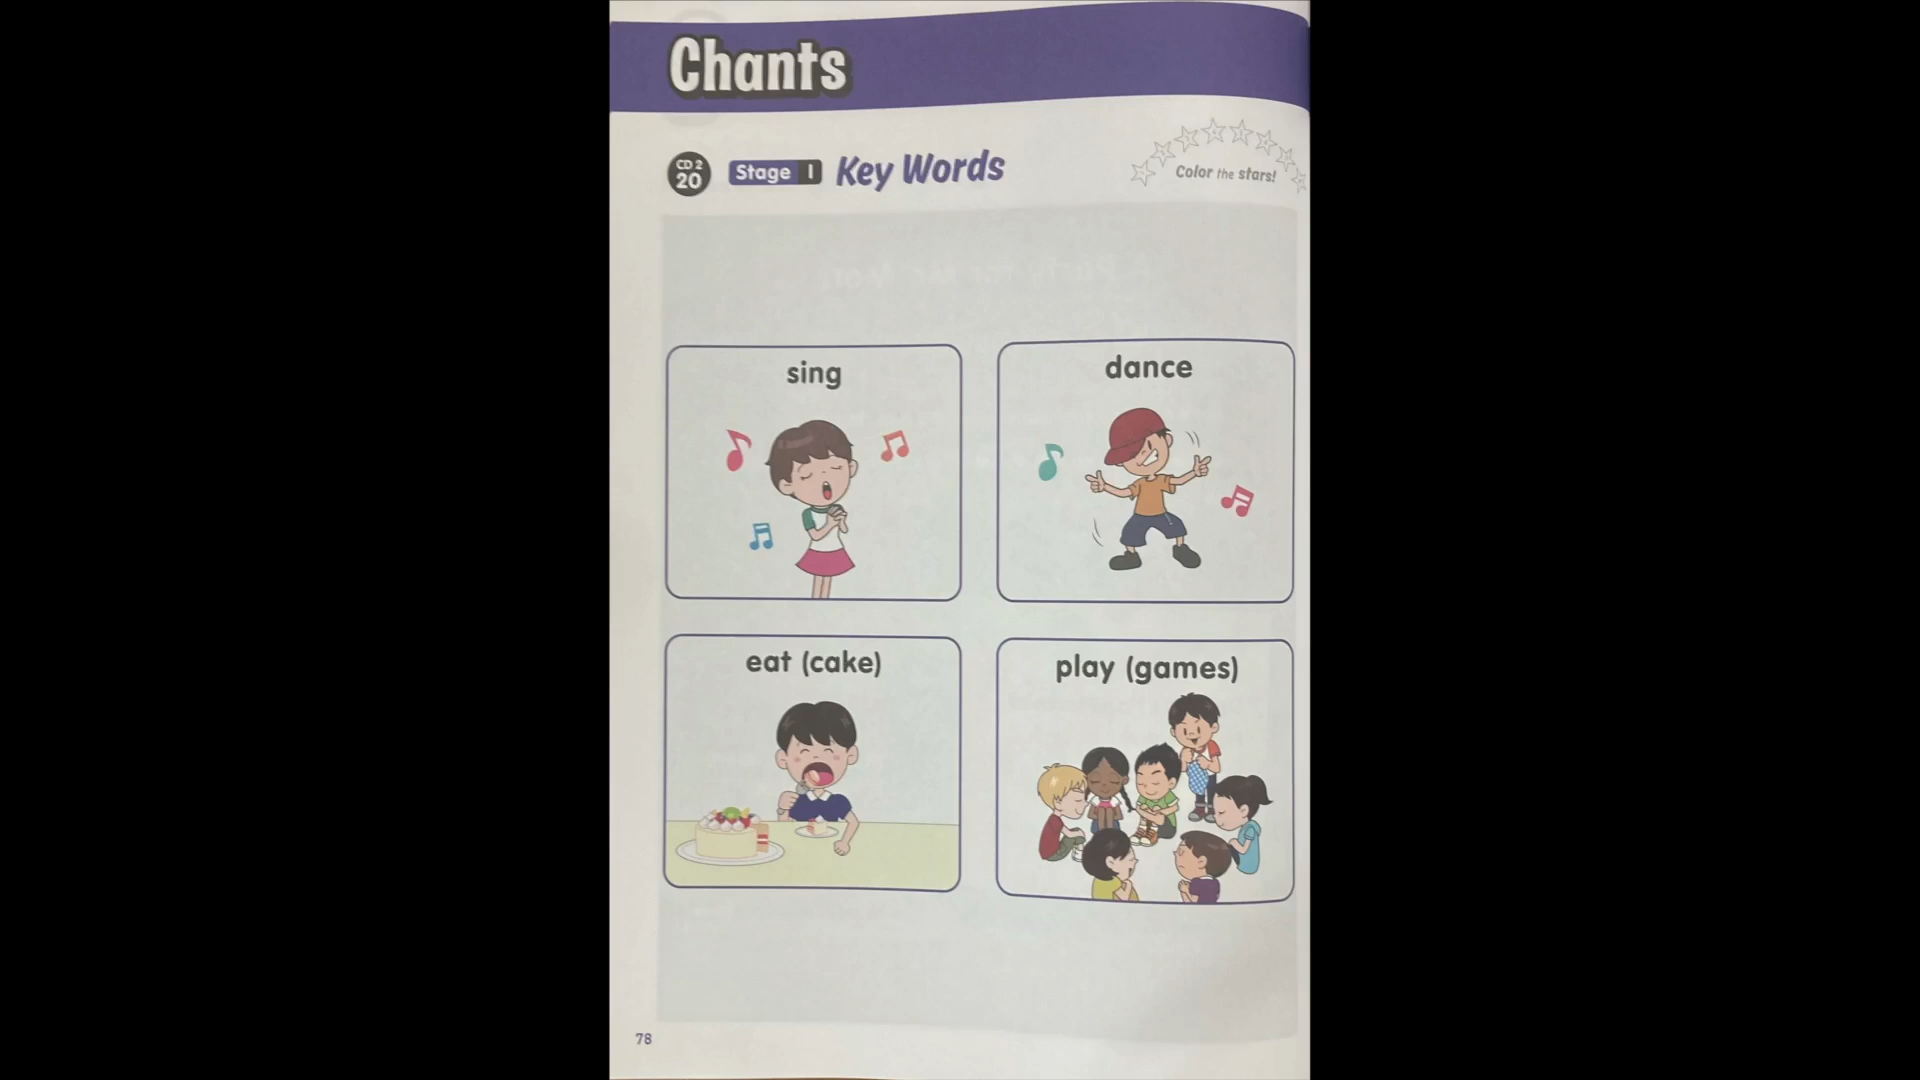 Chants
CD 2
20
Stage 1 Key Words
Color the stars!
sing
dance
eat (cake)
play (games)
78